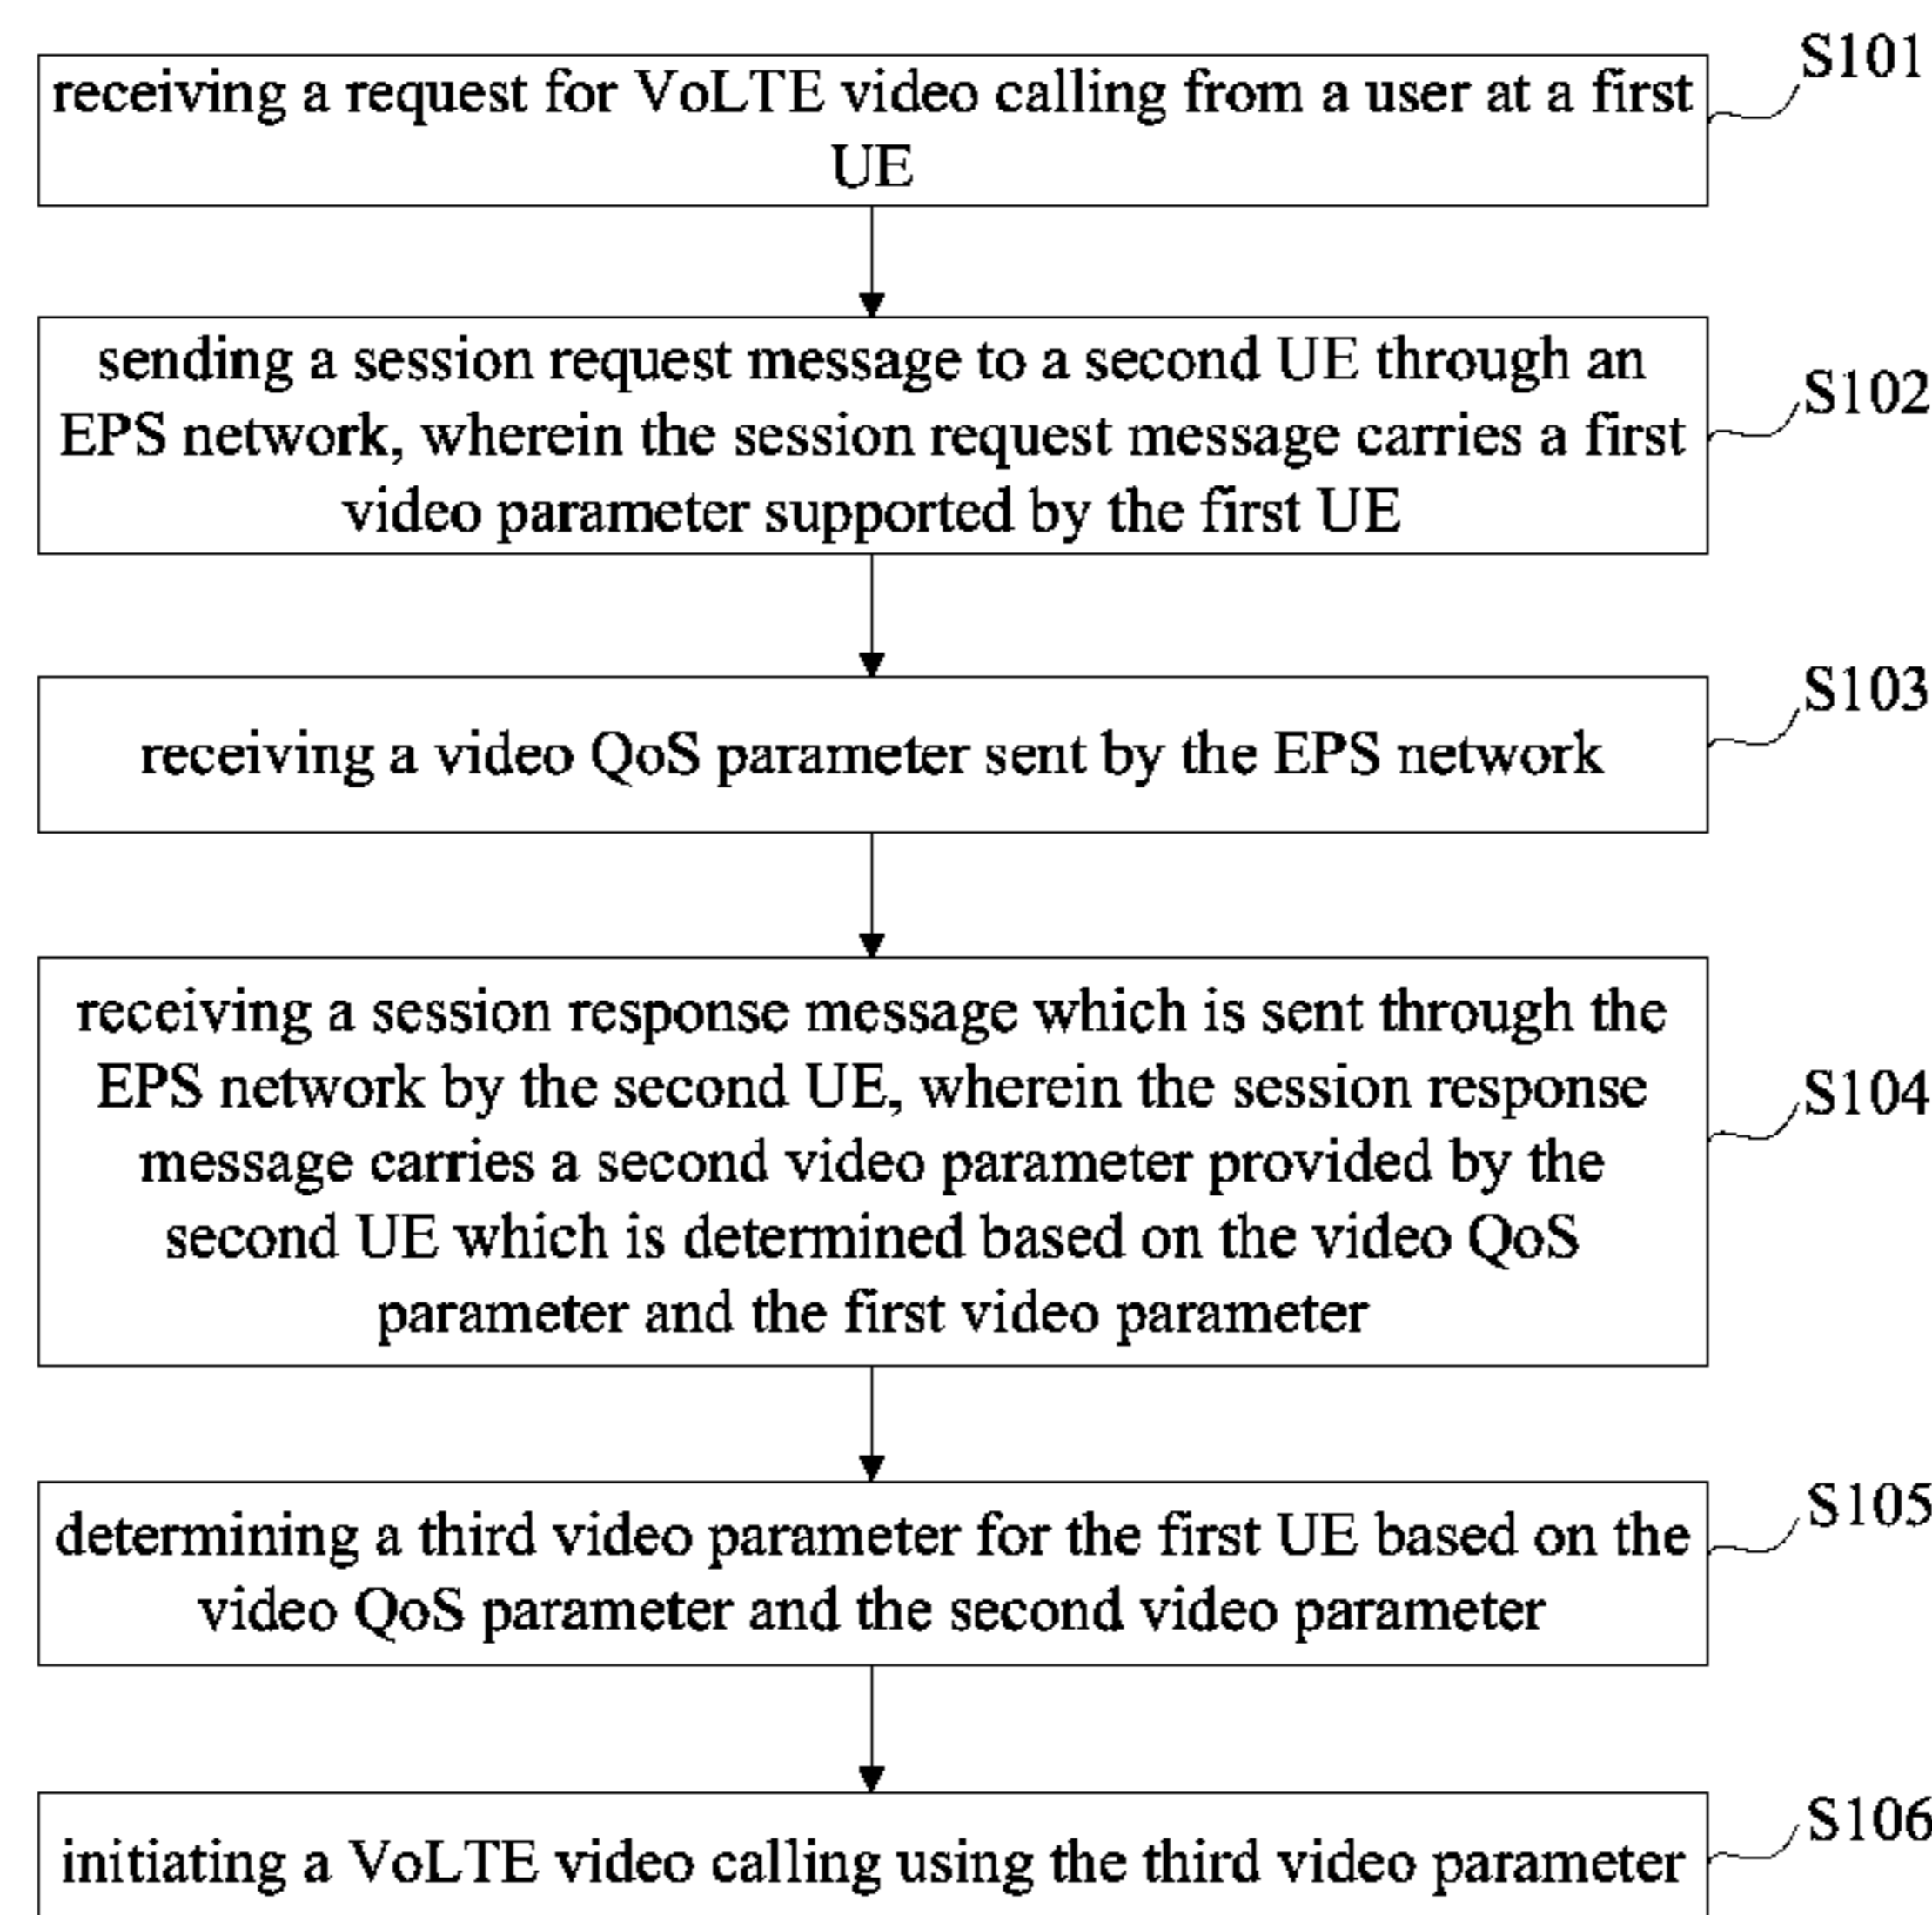 S101
receiving a request for VoLTE video calling from a user at a first
UE
sending a session request message to a second UE through an
EPS network, wherein the session request message carries a first
video parameter supported by the first UE
S102
receiving a video QoS parameter sent by the EPS network
S103
receiving a session response message which is sent through the
EPS network by the second UE, wherein the session response
message carries a second video parameter provided by the
second UE which is determined based on the video QoS
parameter and the first video parameter
S104
determining a third video parameter for the first UE based on the
video QoS parameter and the second video parameter
S105
initiating a VoLTE video calling using the third video parameter
S106